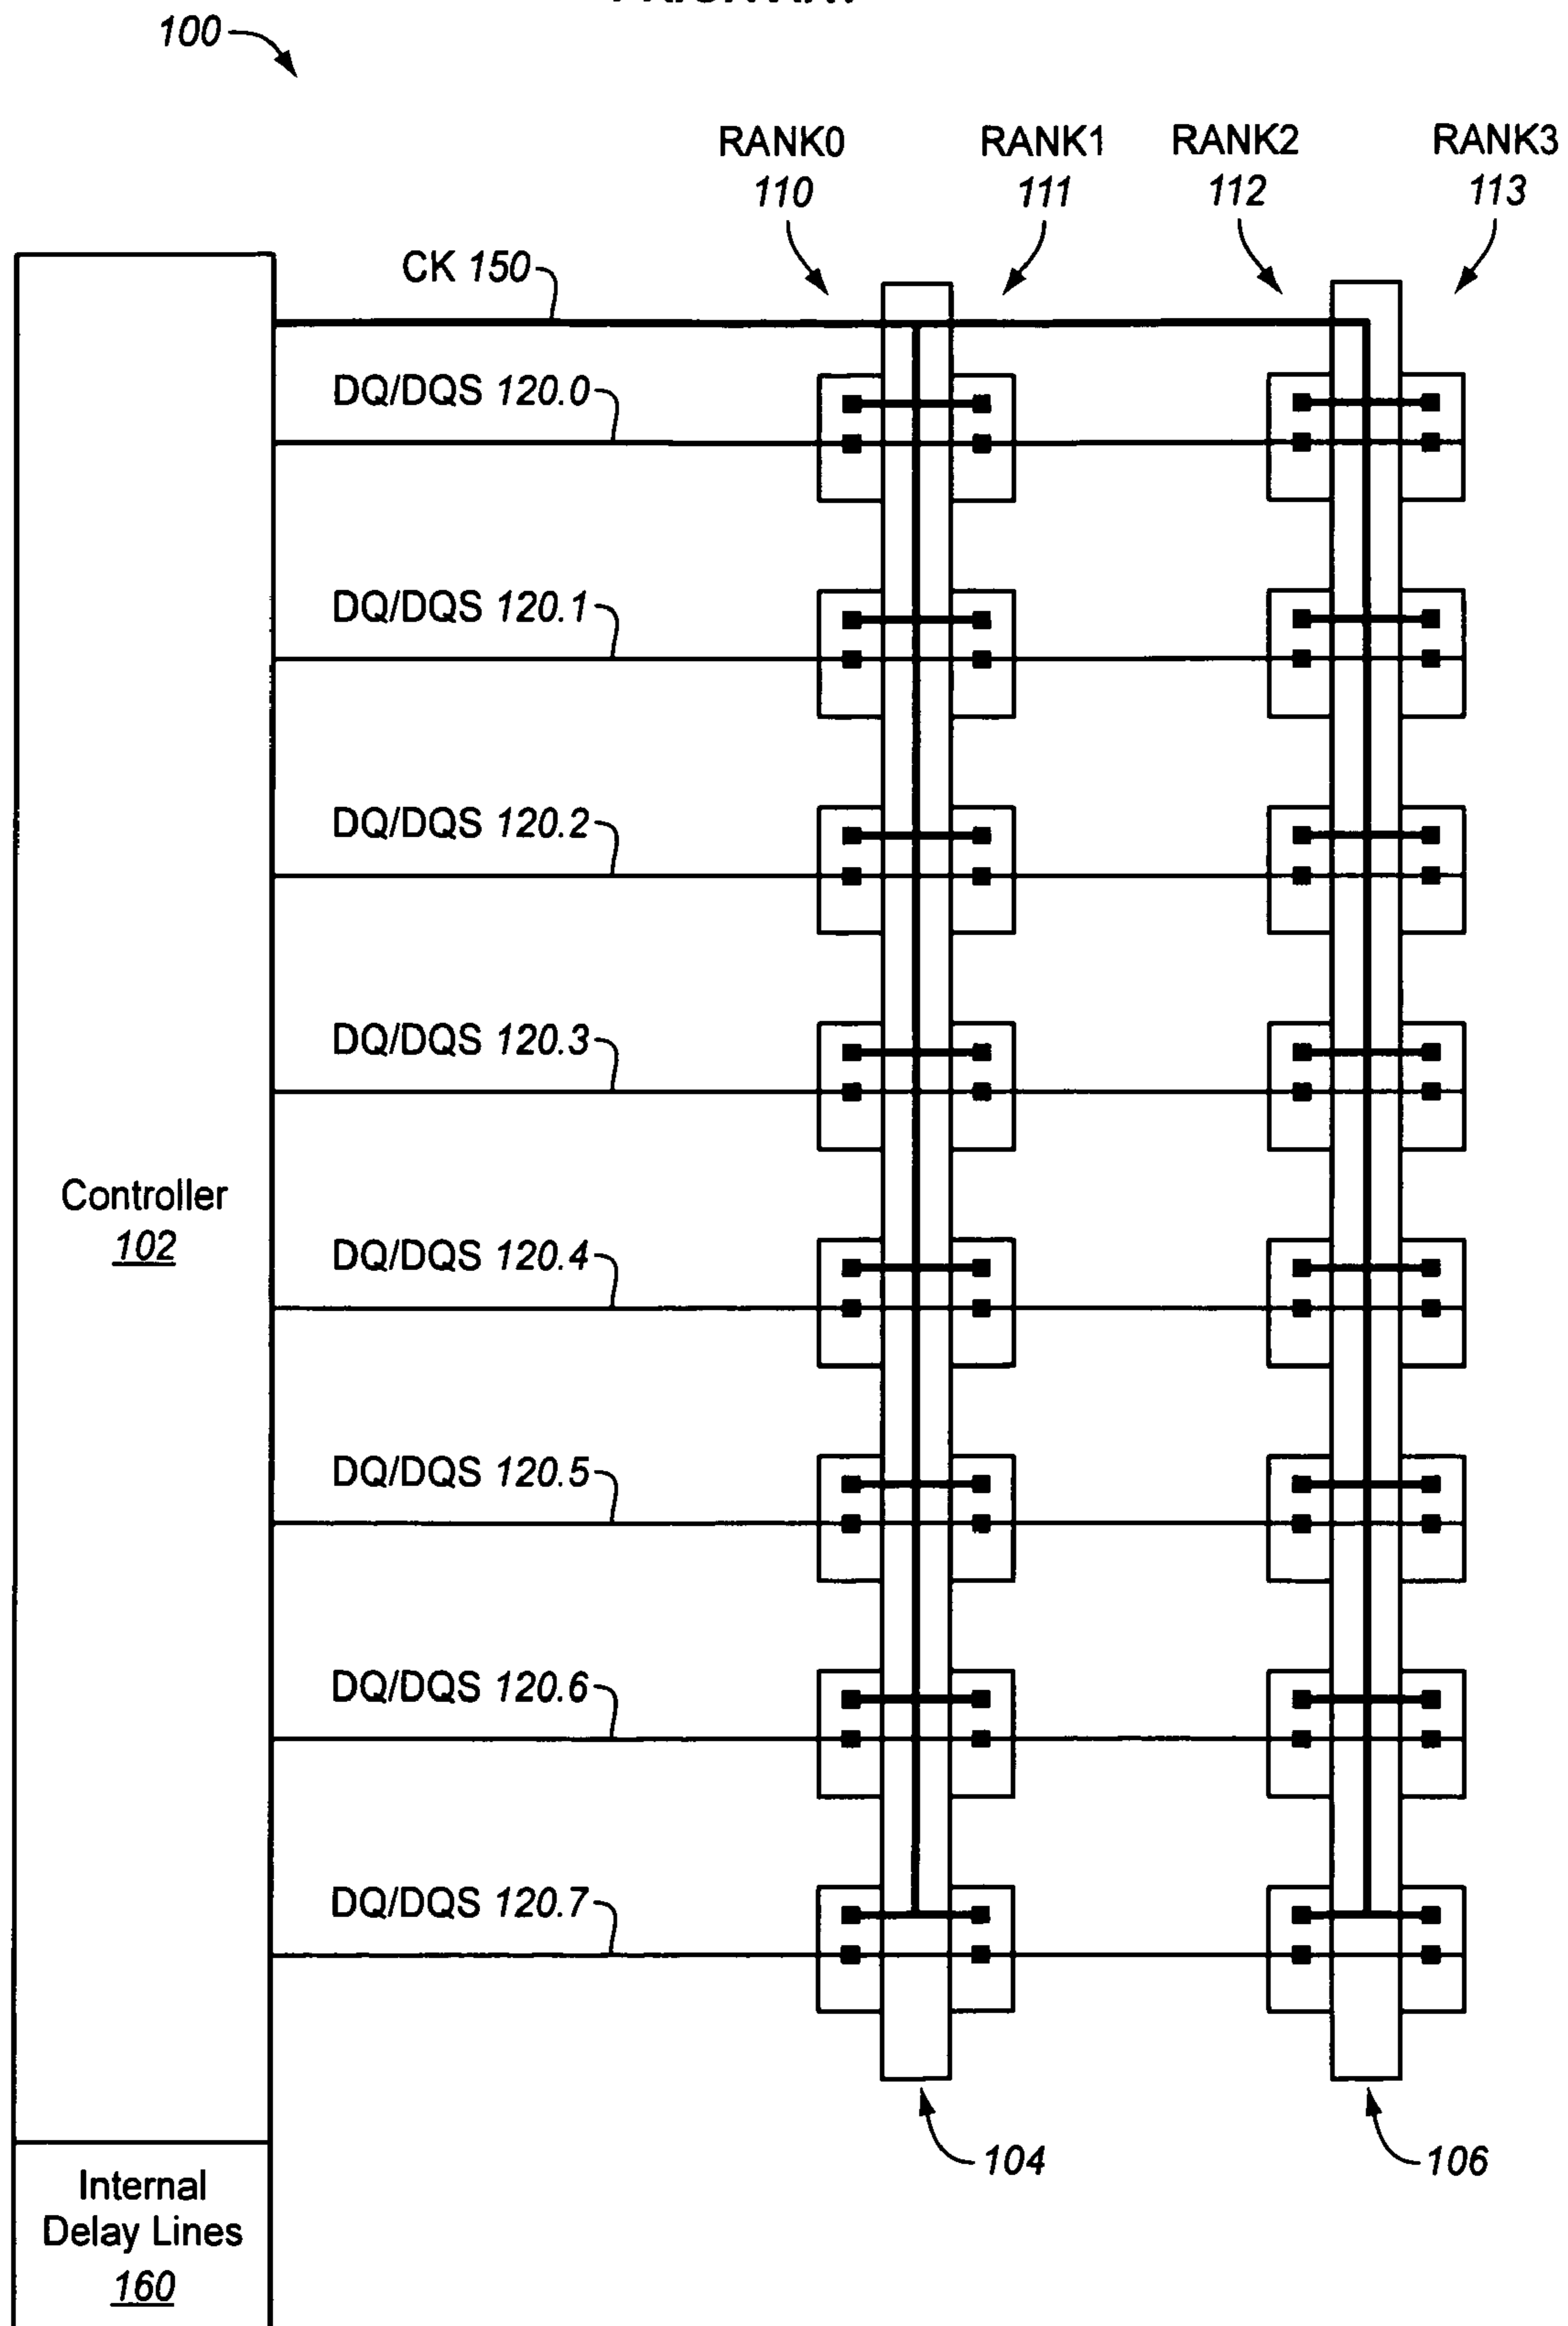 100
RANK0 RANK1 RANK2 RANK3
110 111 112 113
CK 150
DQ/DQS 120.0
DQ/DQS 120.1
DQ/DQS 120.2
DQ/DQS 120.3
Controller
102
DQ/DQS 120.4
DQ/DQS 120.5
DQ/DQS 120.6
DQ/DQS 120.7
104 106
Internal
Delay Lines
160